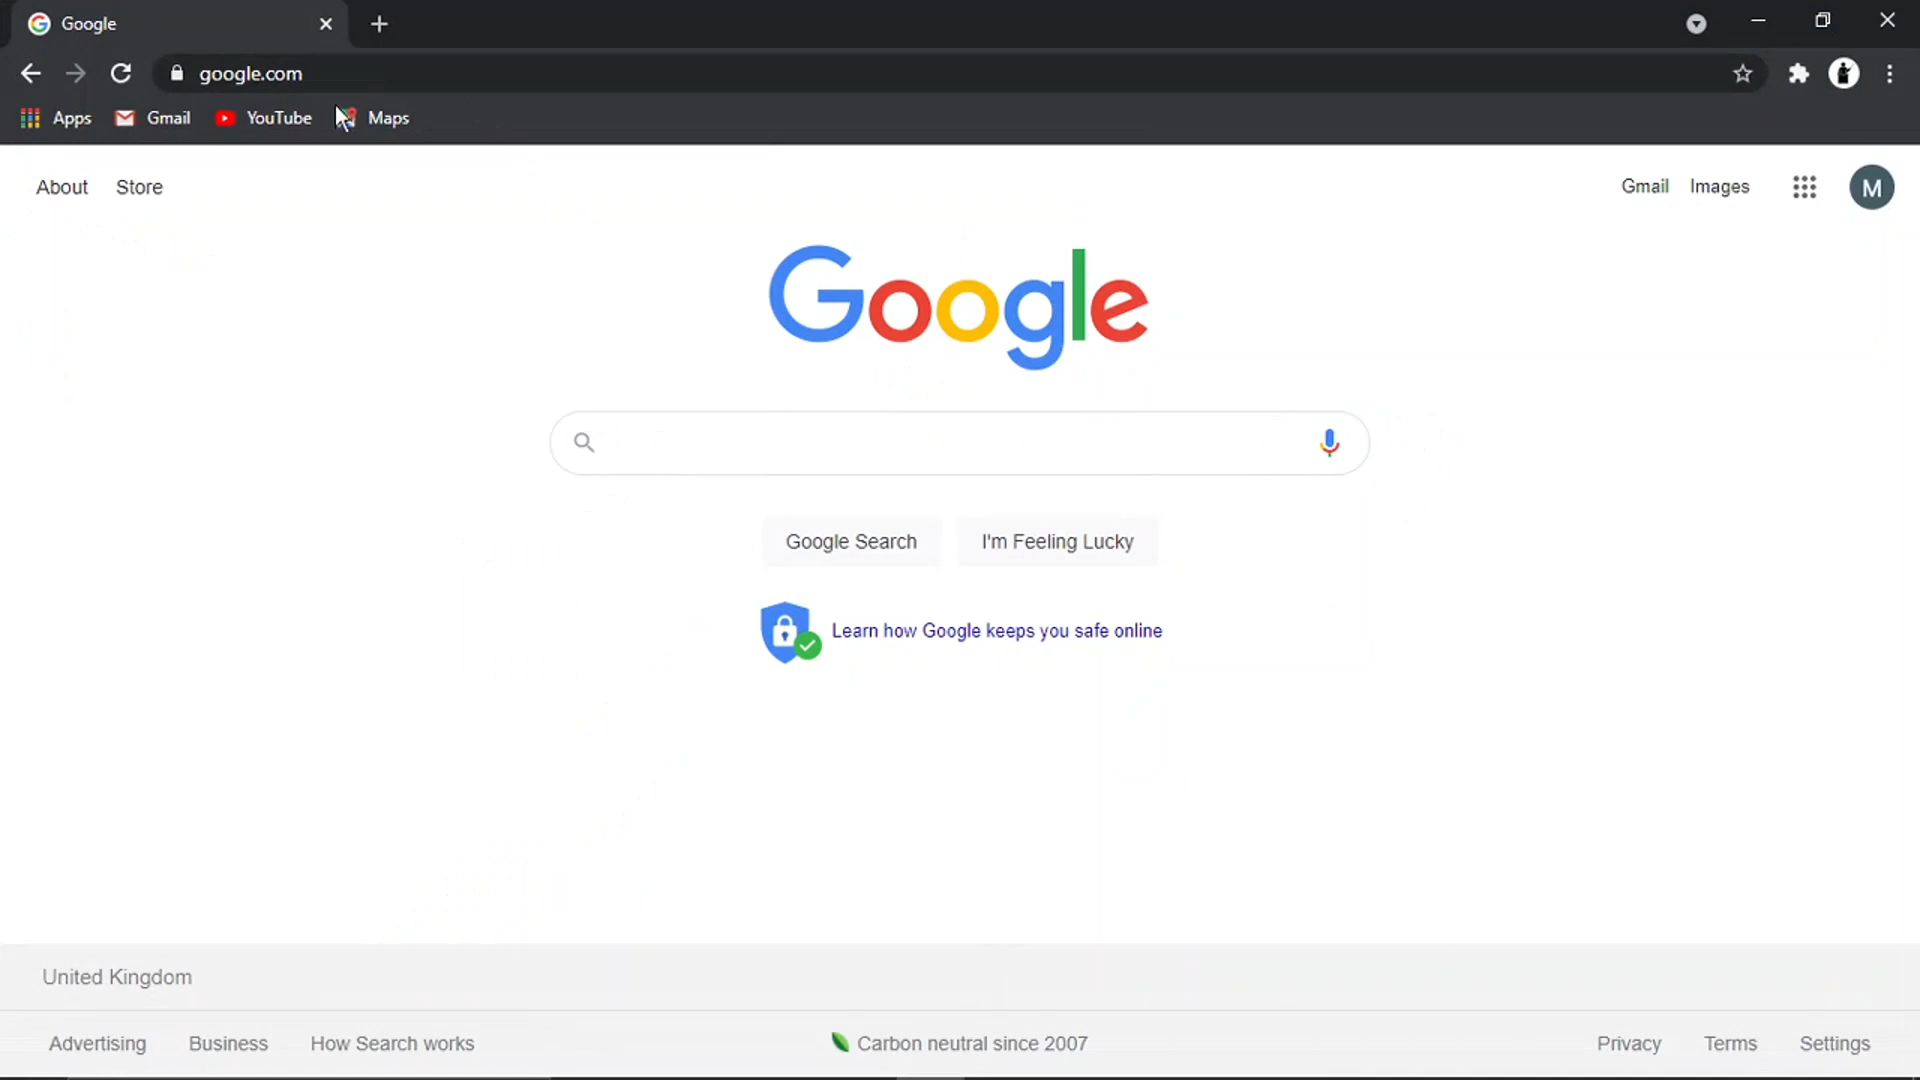 Google
google.com
Apps Gmail YouTube Maps
About Store Gmail Images M
Google
Google Search I'm Feeling Lucky
Learn how Google keeps you safe online
United Kingdom
Advertising Business How Search works Carbon neutral since 2007 Privacy Terms Settings